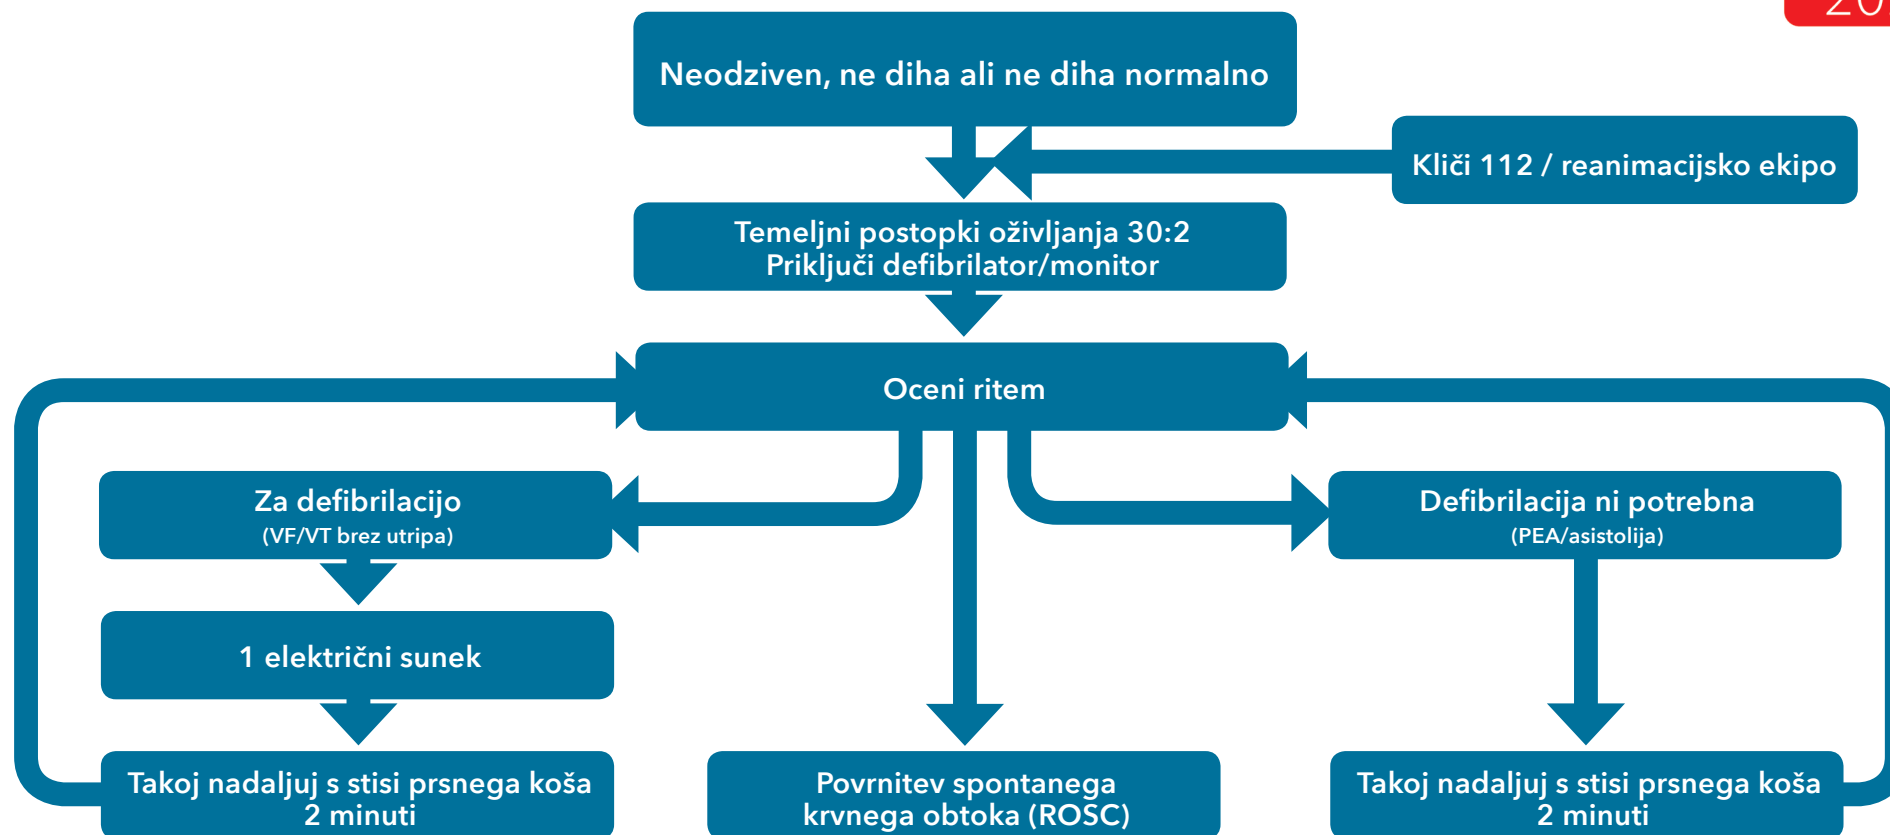 Neodziven, ne diha ali ne diha normalno
Kliči 112 / reanimacijsko ekipo
Temeljni postopki oživljanja 30:2
Priključi defibrilator/monitor
Oceni ritem
Za defibrilacijo
(VF/VT brez utripa)
Defibrilacija ni potrebna
(PEA/asistolija)
1 električni sunek
Takoj nadaljuj s stisi prsnega koša
2 minuti
Povrnitev spontanega
krvnega obtoka (ROSC)
Takoj nadaljuj s stisi prsnega koša
2 minuti